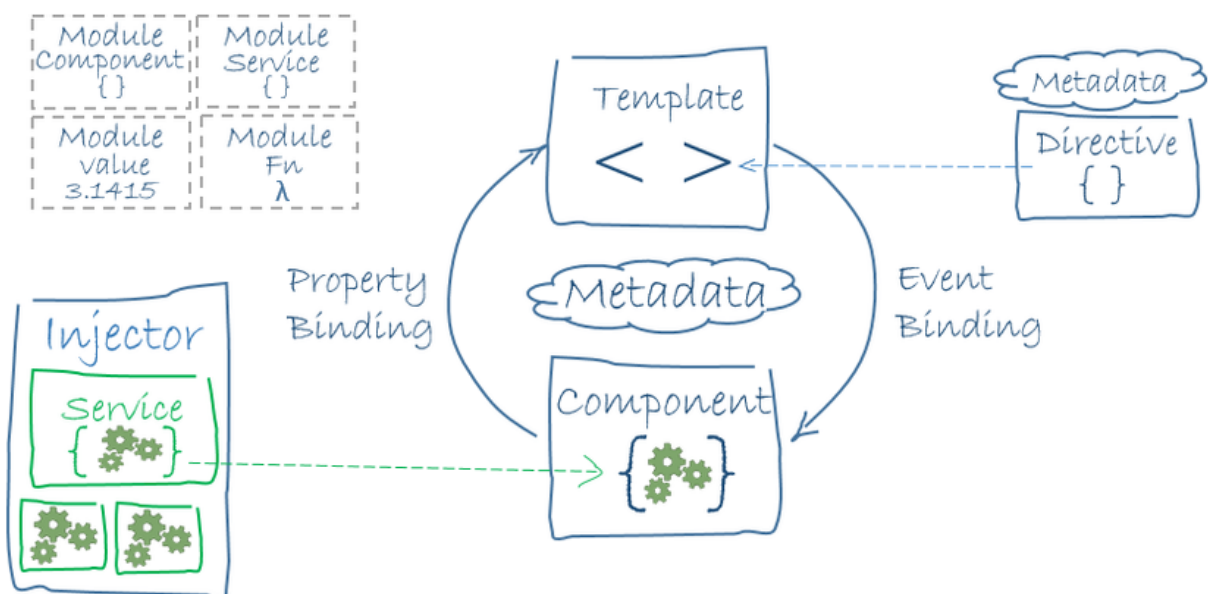 Module
Component
{ }
Module
Service
{ }
Module
value
3.1415
Module
Fn
λ
Template
< >
Metadata
Directive
{ }
Property
Binding
Metadata
Event
Binding
Injector
Service
{ }
Component
{ }